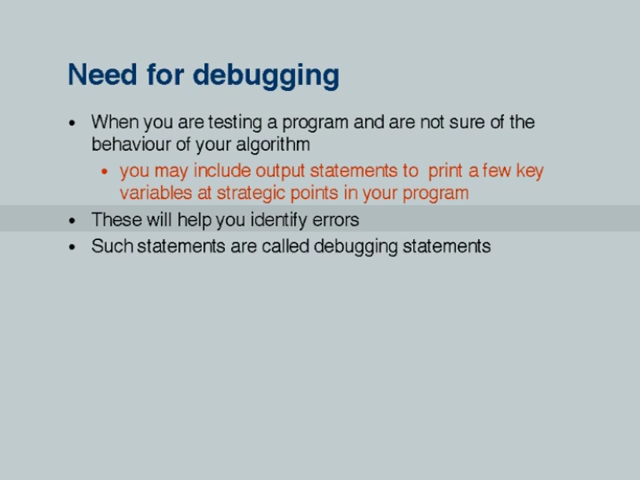 Need for debugging
• When you are testing a program and are not sure of the
behaviour of your algorithm
• you may include output statements to print a few key
variables at strategic points in your program
• These will help you identify errors
• Such statements are called debugging statements